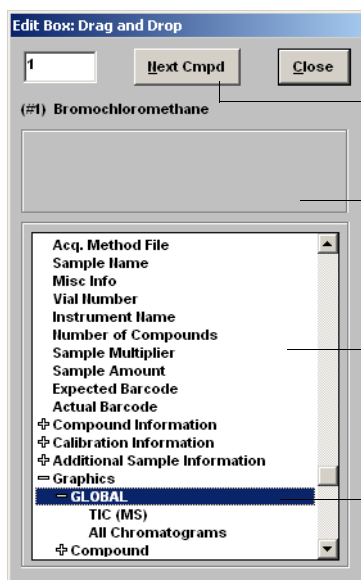 Edit Box: Drag and Drop
1 Next Cmpd Close
(#1) Bromochloromethane
Acq. Method File
Sample Name
Misc Info
Vial Number
Instrument Name
Number of Compounds
Sample Multiplier
Sample Amount
Expected Barcode
Actual Barcode
Compound Information
Calibration Information
Additional Sample Information
Graphics
GLOBAL
TIC (MS)
All Chromatograms
Compound